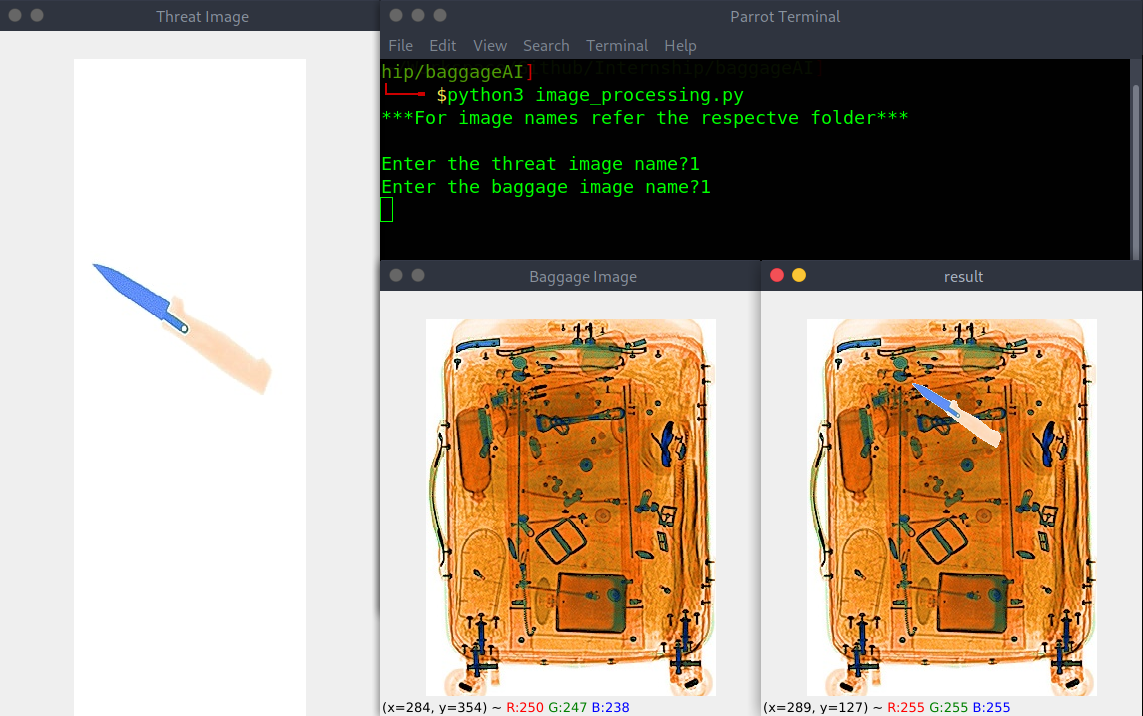 Threat Image
Parrot Terminal
File Edit View Search Terminal Help
hip/baggageAI]
$python3 image_processing.py
***For image names refer the respectve folder***
Enter the threat image name?1
Enter the baggage image name?1
Baggage Image
result
(x=284, y=354) ~ R:250 G:247 B:238
(x=289, y=127) ~ R:255 G:255 B:255